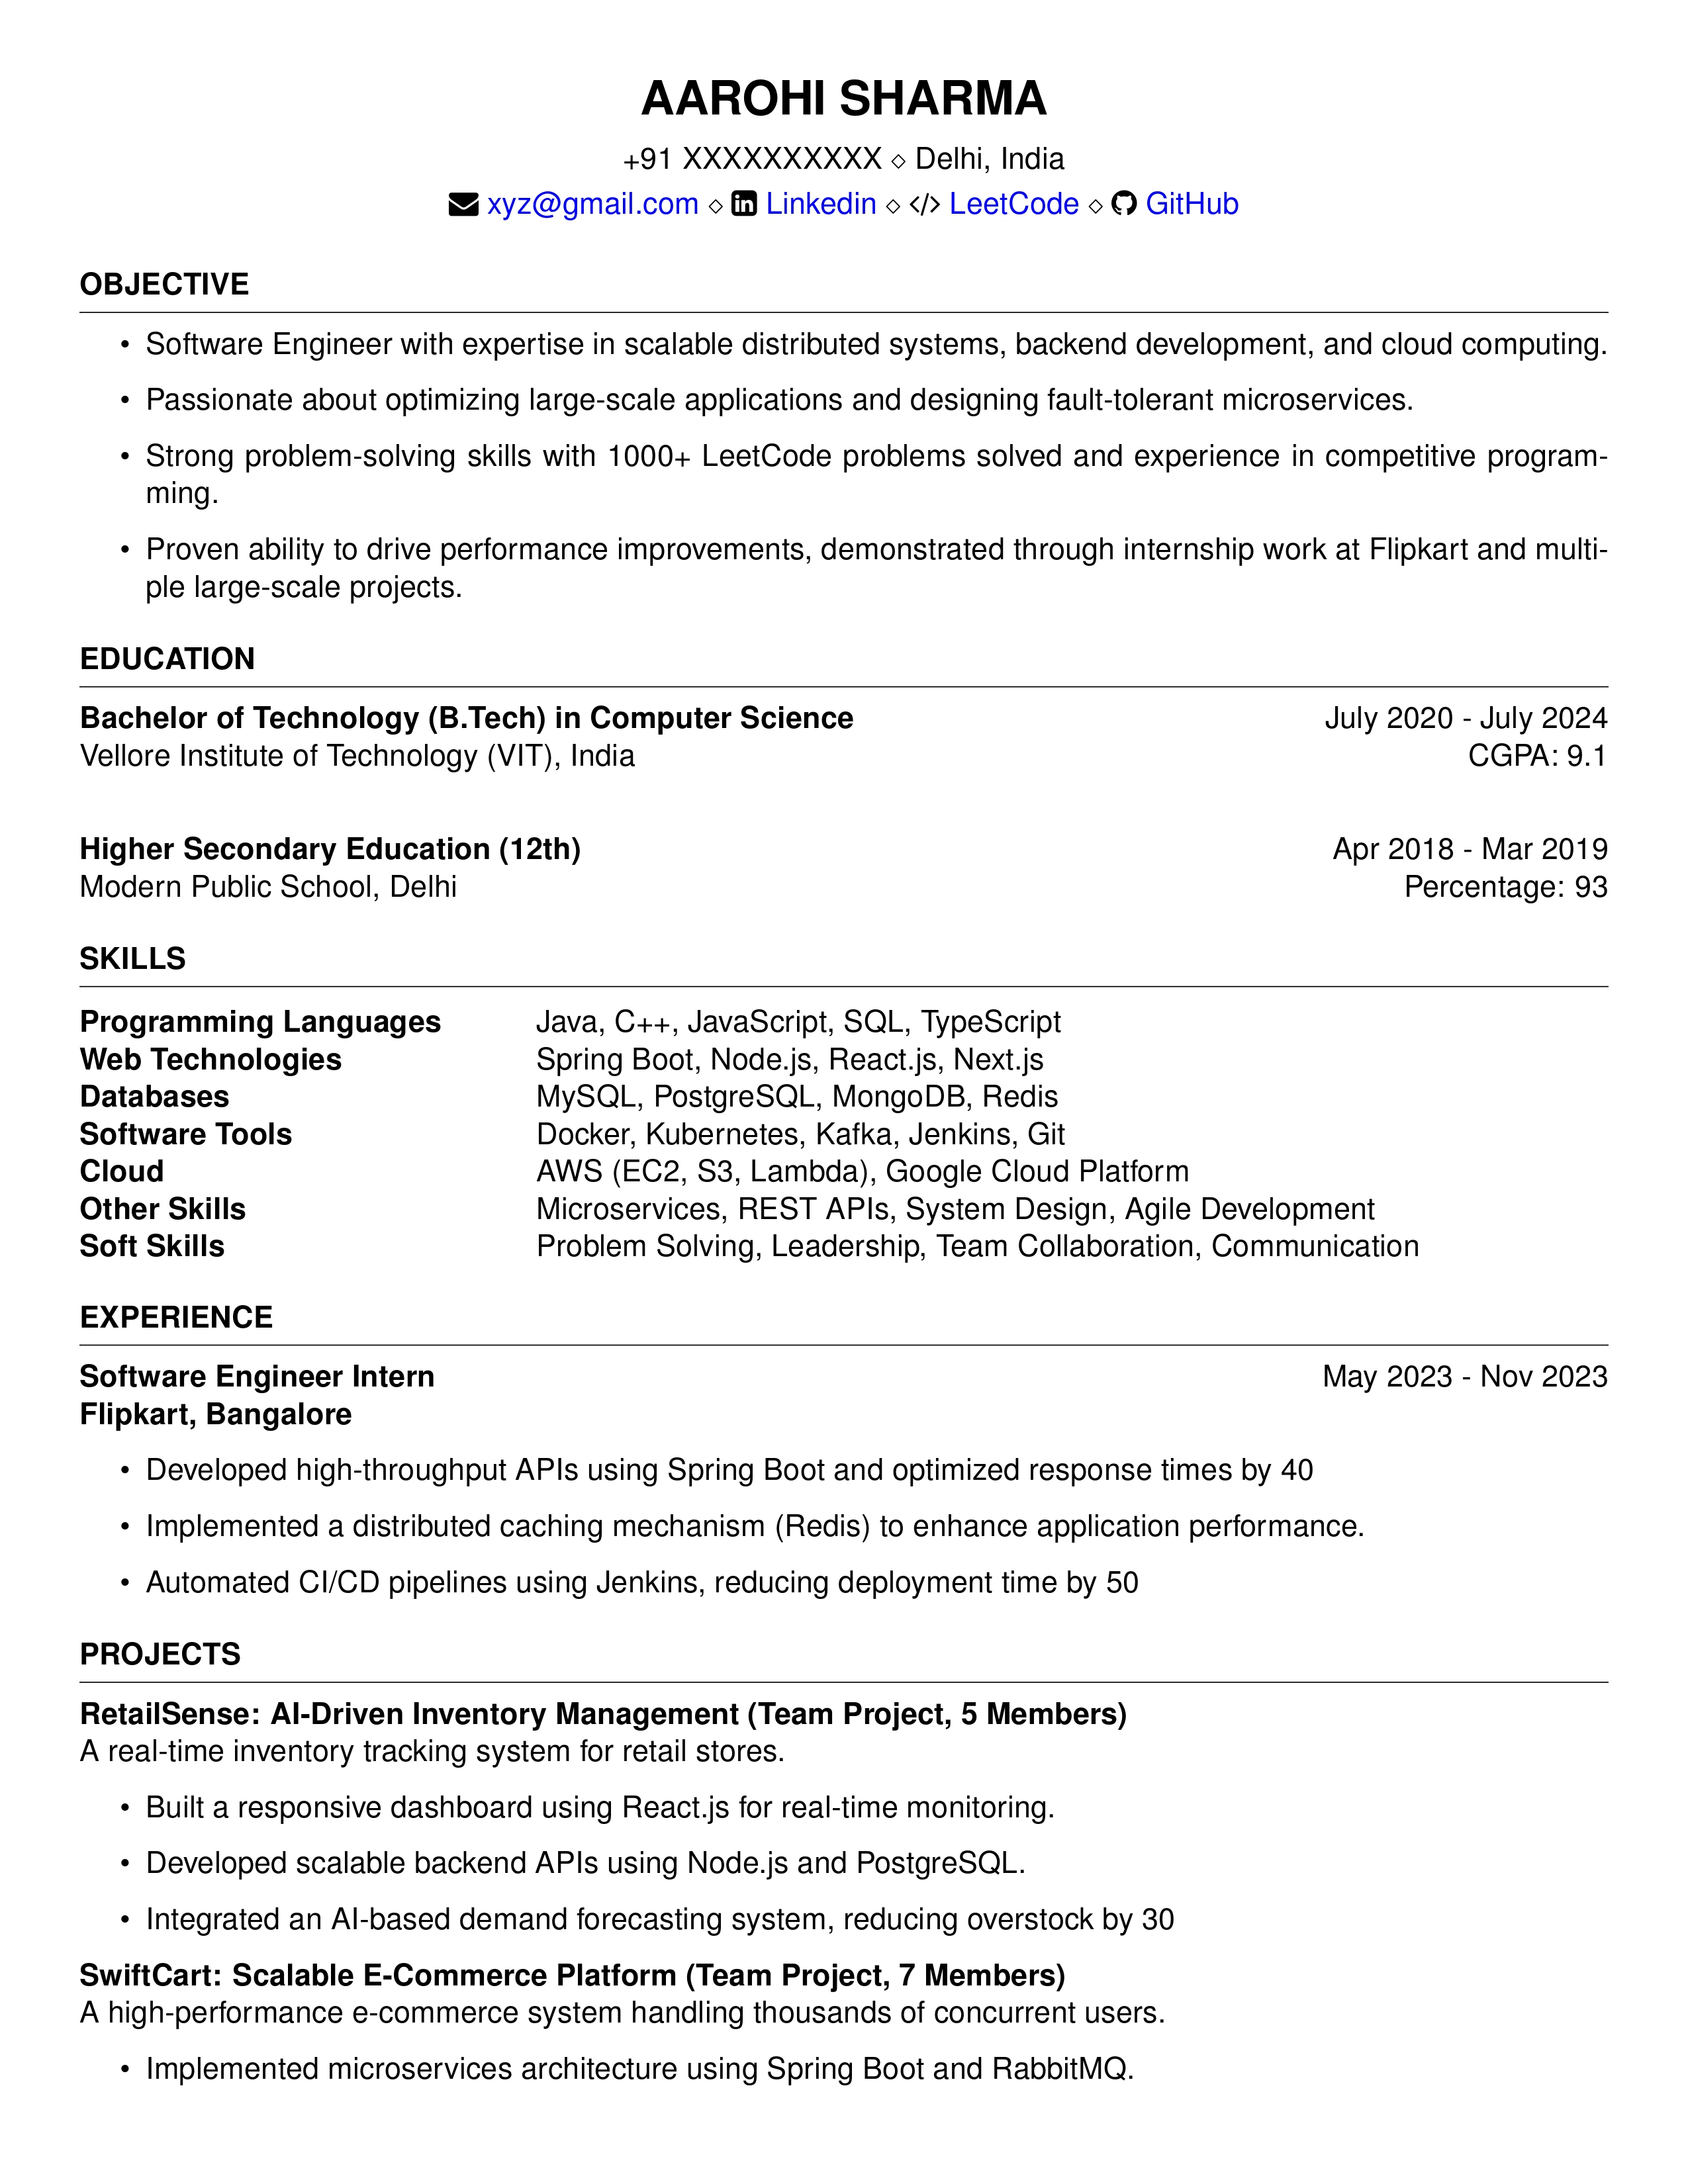 AAROHI SHARMA
+91 XXXXXXXXXX ⋄ Delhi, India
xyz@gmail.com ⋄ Linkedin ⋄ </> LeetCode ⋄ GitHub
OBJECTIVE
• Software Engineer with expertise in scalable distributed systems, backend development, and cloud computing.
• Passionate about optimizing large-scale applications and designing fault-tolerant microservices.
• Strong problem-solving skills with 1000+ LeetCode problems solved and experience in competitive program-
ming.
• Proven ability to drive performance improvements, demonstrated through internship work at Flipkart and multi-
ple large-scale projects.
EDUCATION
Bachelor of Technology (B.Tech) in Computer Science July 2020 - July 2024
Vellore Institute of Technology (VIT), India CGPA: 9.1
Higher Secondary Education (12th) Apr 2018 - Mar 2019
Modern Public School, Delhi Percentage: 93
SKILLS
Programming Languages Java, C++, JavaScript, SQL, TypeScript
Web Technologies Spring Boot, Node.js, React.js, Next.js
Databases MySQL, PostgreSQL, MongoDB, Redis
Software Tools Docker, Kubernetes, Kafka, Jenkins, Git
Cloud AWS (EC2, S3, Lambda), Google Cloud Platform
Other Skills Microservices, REST APIs, System Design, Agile Development
Soft Skills Problem Solving, Leadership, Team Collaboration, Communication
EXPERIENCE
Software Engineer Intern May 2023 - Nov 2023
Flipkart, Bangalore
• Developed high-throughput APIs using Spring Boot and optimized response times by 40
• Implemented a distributed caching mechanism (Redis) to enhance application performance.
• Automated CI/CD pipelines using Jenkins, reducing deployment time by 50
PROJECTS
RetailSense: AI-Driven Inventory Management (Team Project, 5 Members)
A real-time inventory tracking system for retail stores.
• Built a responsive dashboard using React.js for real-time monitoring.
• Developed scalable backend APIs using Node.js and PostgreSQL.
• Integrated an AI-based demand forecasting system, reducing overstock by 30
SwiftCart: Scalable E-Commerce Platform (Team Project, 7 Members)
A high-performance e-commerce system handling thousands of concurrent users.
• Implemented microservices architecture using Spring Boot and RabbitMQ.